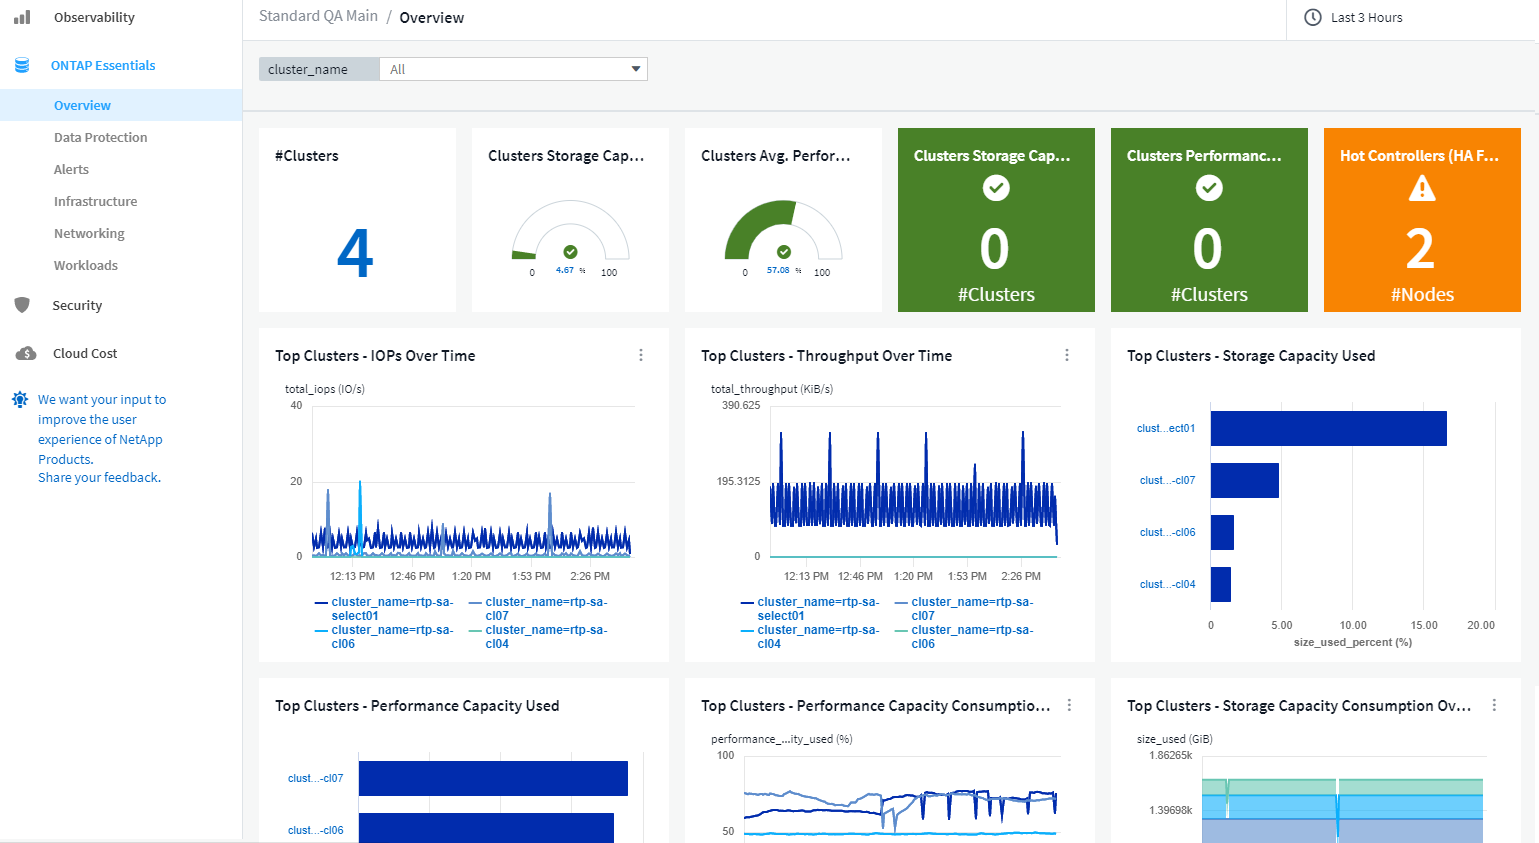 Observability
ONTAP Essentials
Overview
Data Protection
Alerts
Infrastructure
Networking
Workloads
Security
Cloud Cost
We want your input to
improve the user
experience of NetApp
Products.
Share your feedback.
Standard QA Main / Overview
Last 3 Hours
cluster_name All
#Clusters
4
Clusters Storage Cap...
0 4.67 % 100
Clusters Avg. Perfor...
0 57.08 % 100
Clusters Storage Cap...
0
#Clusters
Clusters Performanc...
0
#Clusters
Hot Controllers (HA F...
2
#Nodes
Top Clusters - IOPs Over Time
total_iops (IO/s)
40
20
0
12:13 PM 12:46 PM 1:20 PM 1:53 PM 2:26 PM
cluster_name=rtp-sa-
select01
cluster_name=rtp-sa-
cl07
cluster_name=rtp-sa-
cl06
cluster_name=rtp-sa-
cl04
Top Clusters - Throughput Over Time
total_throughput (KiB/s)
390.625
195.3125
0
12:13 PM 12:46 PM 1:20 PM 1:53 PM 2:26 PM
cluster_name=rtp-sa-
select01
cluster_name=rtp-sa-
cl07
cluster_name=rtp-sa-
cl04
cluster_name=rtp-sa-
cl06
Top Clusters - Storage Capacity Used
clust...ect01
clust...-cl07
clust...-cl06
clust...-cl04
0 5.00 10.00 15.00 20.00
size_used_percent (%)
Top Clusters - Performance Capacity Used
clust...-cl07
clust...-cl06
Top Clusters - Performance Capacity Consumptio...
performance_...ity_used (%)
100
50
Top Clusters - Storage Capacity Consumption Ov...
size_used (GiB)
1.86265k
1.39698k